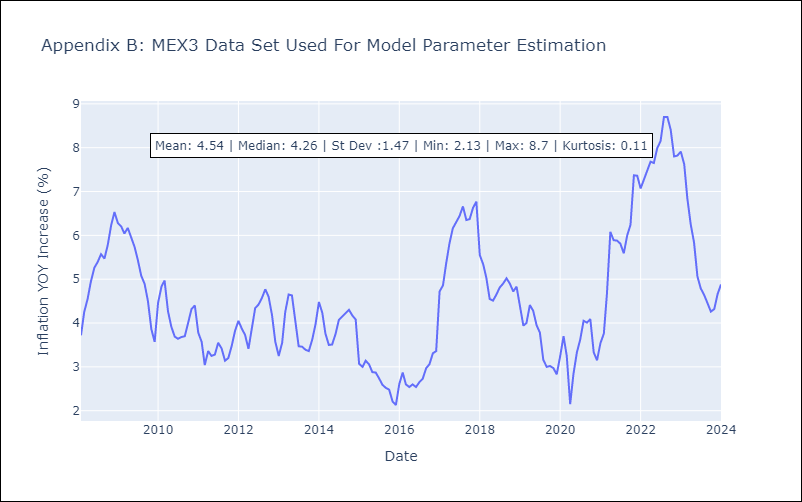 Appendix B: MEX3 Data Set Used For Model Parameter Estimation
9
Mean: 4.54 | Median: 4.26 | St Dev :1.47 | Min: 2.13 | Max: 8.7 | Kurtosis: 0.11
8
7
6
5
4
3
2
Inflation YOY Increase (%)
2010 2012 2014 2016 2018 2020 2022 2024
Date